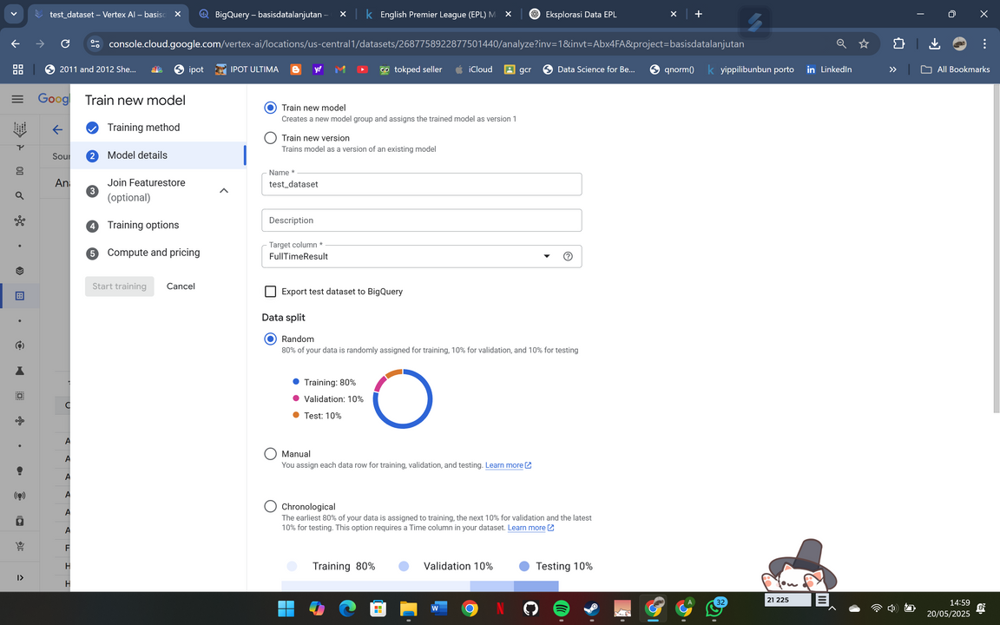 test_dataset – Vertex AI – basisc
BigQuery – basisdatalanjutan –
English Premier League (EPL) M
Eksplorasi Data EPL
console.cloud.google.com/vertex-ai/locations/us-central1/datasets/2687758922877501440/analyze?inv=1&invt=Abx4FA&project=basisdatalanjutan
2011 and 2012 She...
ipot
IPOT ULTIMA
tokped seller
iCloud
gcr
Data Science for Be...
qnorm()
yippilibunbun porto
LinkedIn
All Bookmarks
Goog
Sour
An
Train new model
Training method
2 Model details
3 Join Featurestore
(optional)
4 Training options
5 Compute and pricing
Start training
Cancel
Train new model
Creates a new model group and assigns the trained model as version 1
Train new version
Trains model as a version of an existing model
Name *
test_dataset
Description
Target column *
FullTimeResult
Export test dataset to BigQuery
Data split
Random
80% of your data is randomly assigned for training, 10% for validation, and 10% for testing
Training: 80%
Validation: 10%
Test: 10%
Manual
You assign each data row for training, validation, and testing. Learn more
Chronological
The earliest 80% of your data is assigned to training, the next 10% for validation and the latest
10% for testing. This option requires a Time column in your dataset. Learn more
Training 80%
Validation 10%
Testing 10%
21 225
32
14:59
20/05/2025